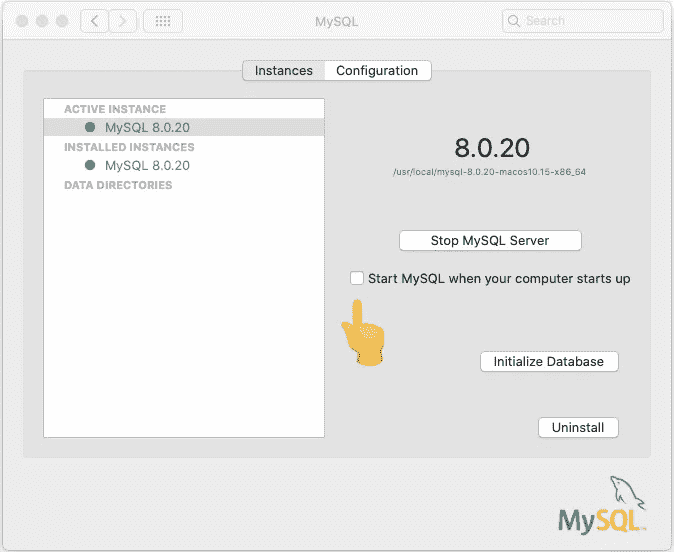 MySQL
Search
Instances
Configuration
ACTIVE INSTANCE
MySQL 8.0.20
INSTALLED INSTANCES
MySQL 8.0.20
DATA DIRECTORIES
8.0.20
/usr/local/mysql-8.0.20-macos10.15-x86_64
Stop MySQL Server
Start MySQL when your computer starts up
Initialize Database
Uninstall
MySQL